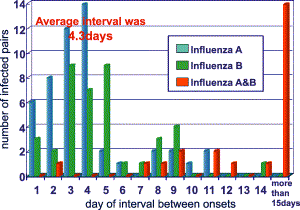 14
12
10
8
6
4
2
0
number of infected pairs
Average interval was
4.3days
Influenza A
Influenza B
Influenza A&B
1 2 3 4 5 6 7 8 9 10 11 12 13 14 more than 15days
day of interval between onsets